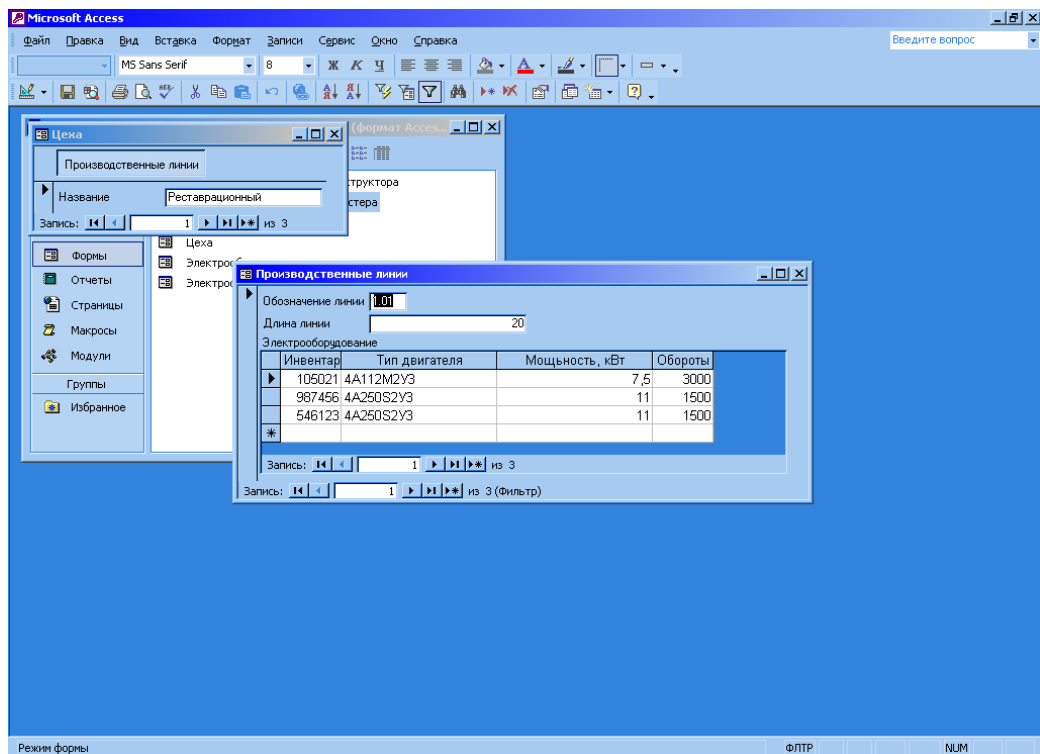 Microsoft Access
Файл Правка Вид Вставка Формат Записи Сервис Окно Справка Введите вопрос
MS Sans Serif 8 Ж К Ч
Цеха (формат Acces...
Производственные линии
структора
Название Реставрационный
стера
Запись: 1 из 3
Цеха
Формы
Электро
Отчеты
Электро
Страницы
Макросы
Модули
Группы
Избранное
Производственные линии
Обозначение линии 1.01
Длина линии 20
Электрооборудование
Инвентар Тип двигателя Мощьность, кВт Обороты
105021 4А112М2У3 7,5 3000
987456 4А250S2У3 11 1500
546123 4А250S2У3 11 1500
Запись: 1 из 3
Запись: 1 из 3 (Фильтр)
Режим формы ФЛТР NUM